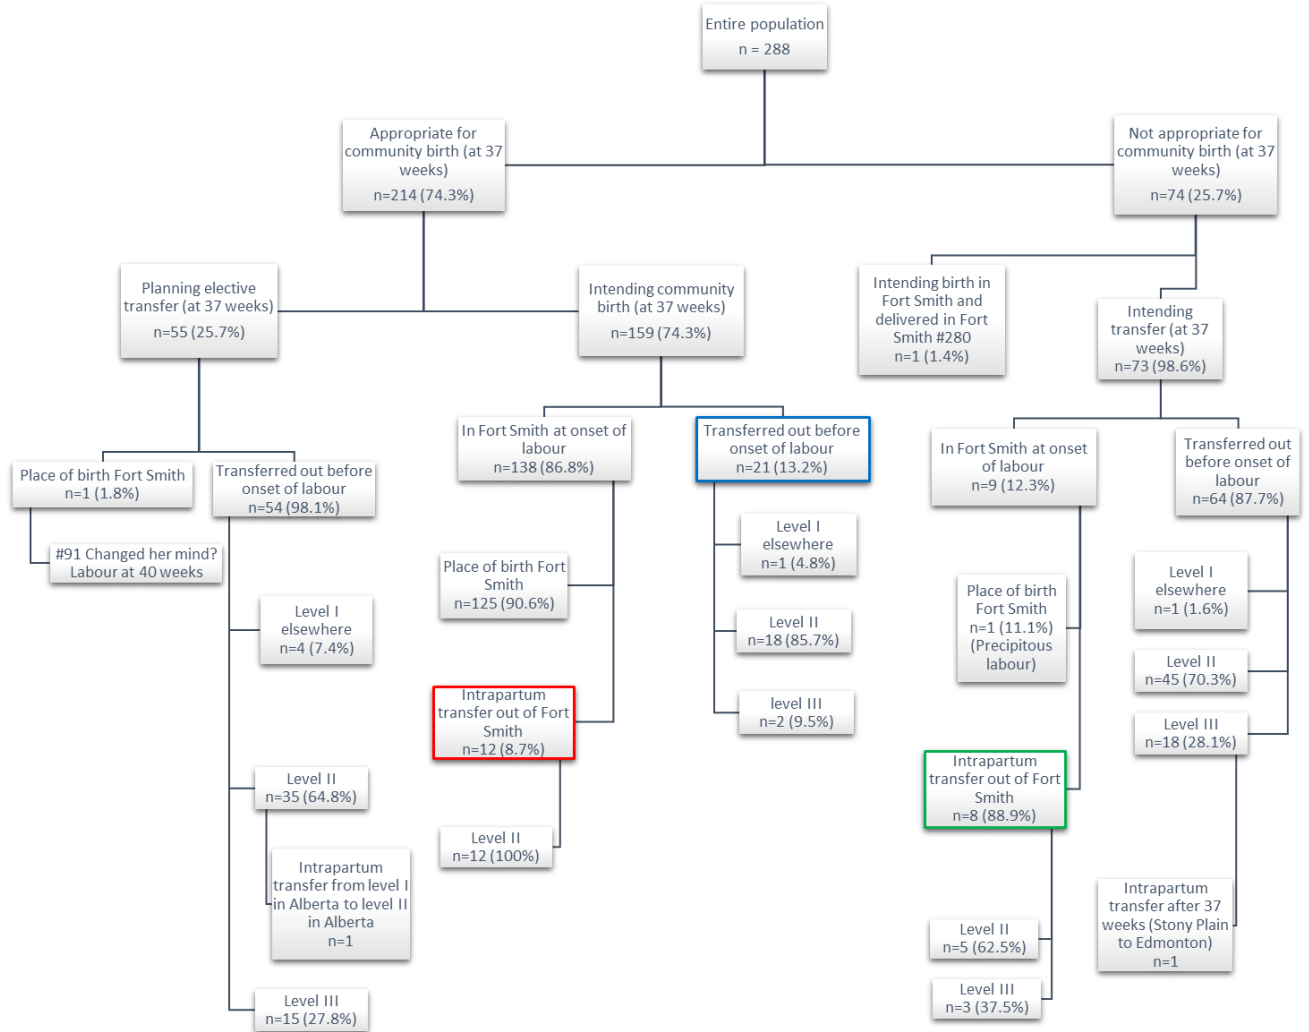 Entire population
n = 288
Appropriate for
community birth (at 37
weeks)
n=214 (74.3%)
Not appropriate for
community birth (at 37
weeks)
n=74 (25.7%)
Planning elective
transfer (at 37 weeks)
n=55 (25.7%)
Intending community
birth (at 37 weeks)
n=159 (74.3%)
Intending birth in
Fort Smith and
delivered in Fort
Smith #280
n=1 (1.4%)
Intending
transfer (at 37
weeks)
n=73 (98.6%)
Place of birth Fort Smith
n=1 (1.8%)
#91 Changed her mind?
Labour at 40 weeks
Transferred out before
onset of labour
n=54 (98.1%)
Level I
elsewhere
n=4 (7.4%)
Level II
n=35 (64.8%)
Intrapartum
transfer from level I
in Alberta to level II
in Alberta
n=1
Level III
n=15 (27.8%)
In Fort Smith at onset of
labour
n=138 (86.8%)
Place of birth Fort
Smith
n=125 (90.6%)
Intrapartum
transfer out of Fort
Smith
n=12 (8.7%)
Level II
n=12 (100%)
Transferred out before
onset of labour
n=21 (13.2%)
Level I
elsewhere
n=1 (4.8%)
Level II
n=18 (85.7%)
level III
n=2 (9.5%)
In Fort Smith at onset
of labour
n=9 (12.3%)
Place of birth
Fort Smith
n=1 (11.1%)
(Precipitous
labour)
Intrapartum
transfer out of Fort
Smith
n=8 (88.9%)
Level II
n=5 (62.5%)
Level III
n=3 (37.5%)
Transferred out
before onset of
labour
n=64 (87.7%)
Level I
elsewhere
n=1 (1.6%)
Level II
n=45 (70.3%)
Level III
n=18 (28.1%)
Intrapartum
transfer after 37
weeks (Stony Plain
to Edmonton)
n=1